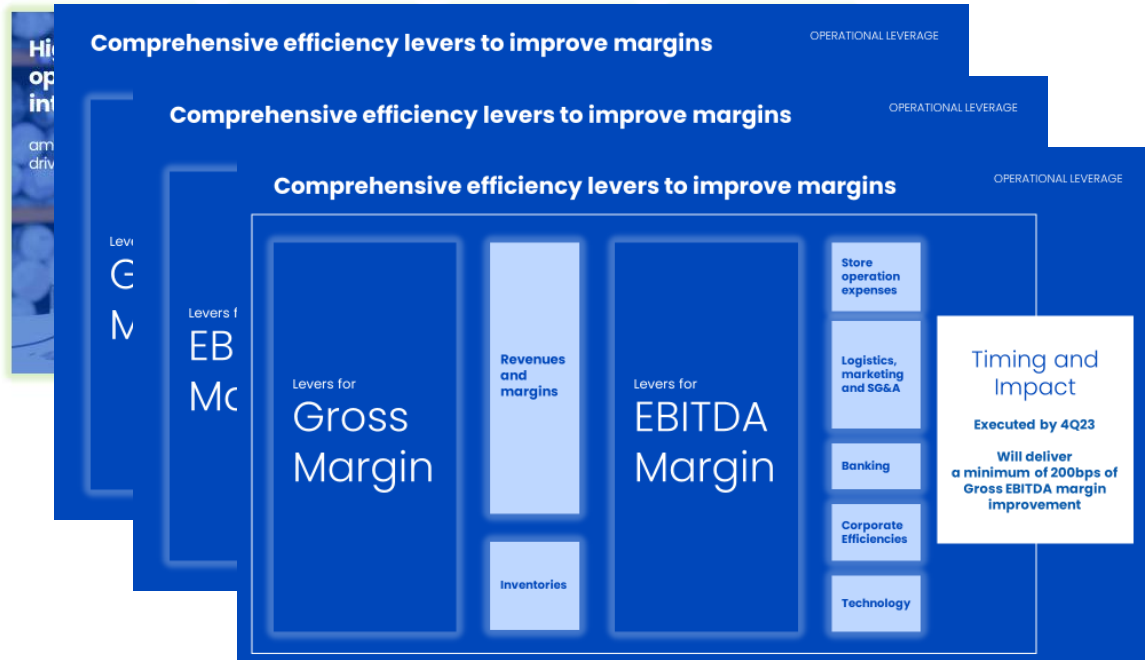 Comprehensive efficiency levers to improve margins
OPERATIONAL LEVERAGE
Comprehensive efficiency levers to improve margins
OPERATIONAL LEVERAGE
Comprehensive efficiency levers to improve margins
OPERATIONAL LEVERAGE
Levers for
Gross
Margin
Revenues
and
margins
Inventories
Levers for
EBITDA
Margin
Store
operation
expenses
Logistics,
marketing
and SG&A
Banking
Corporate
Efficiencies
Technology
Timing and
Impact
Executed by 4Q23
Will deliver
a minimum of 200bps of
Gross EBITDA margin
improvement